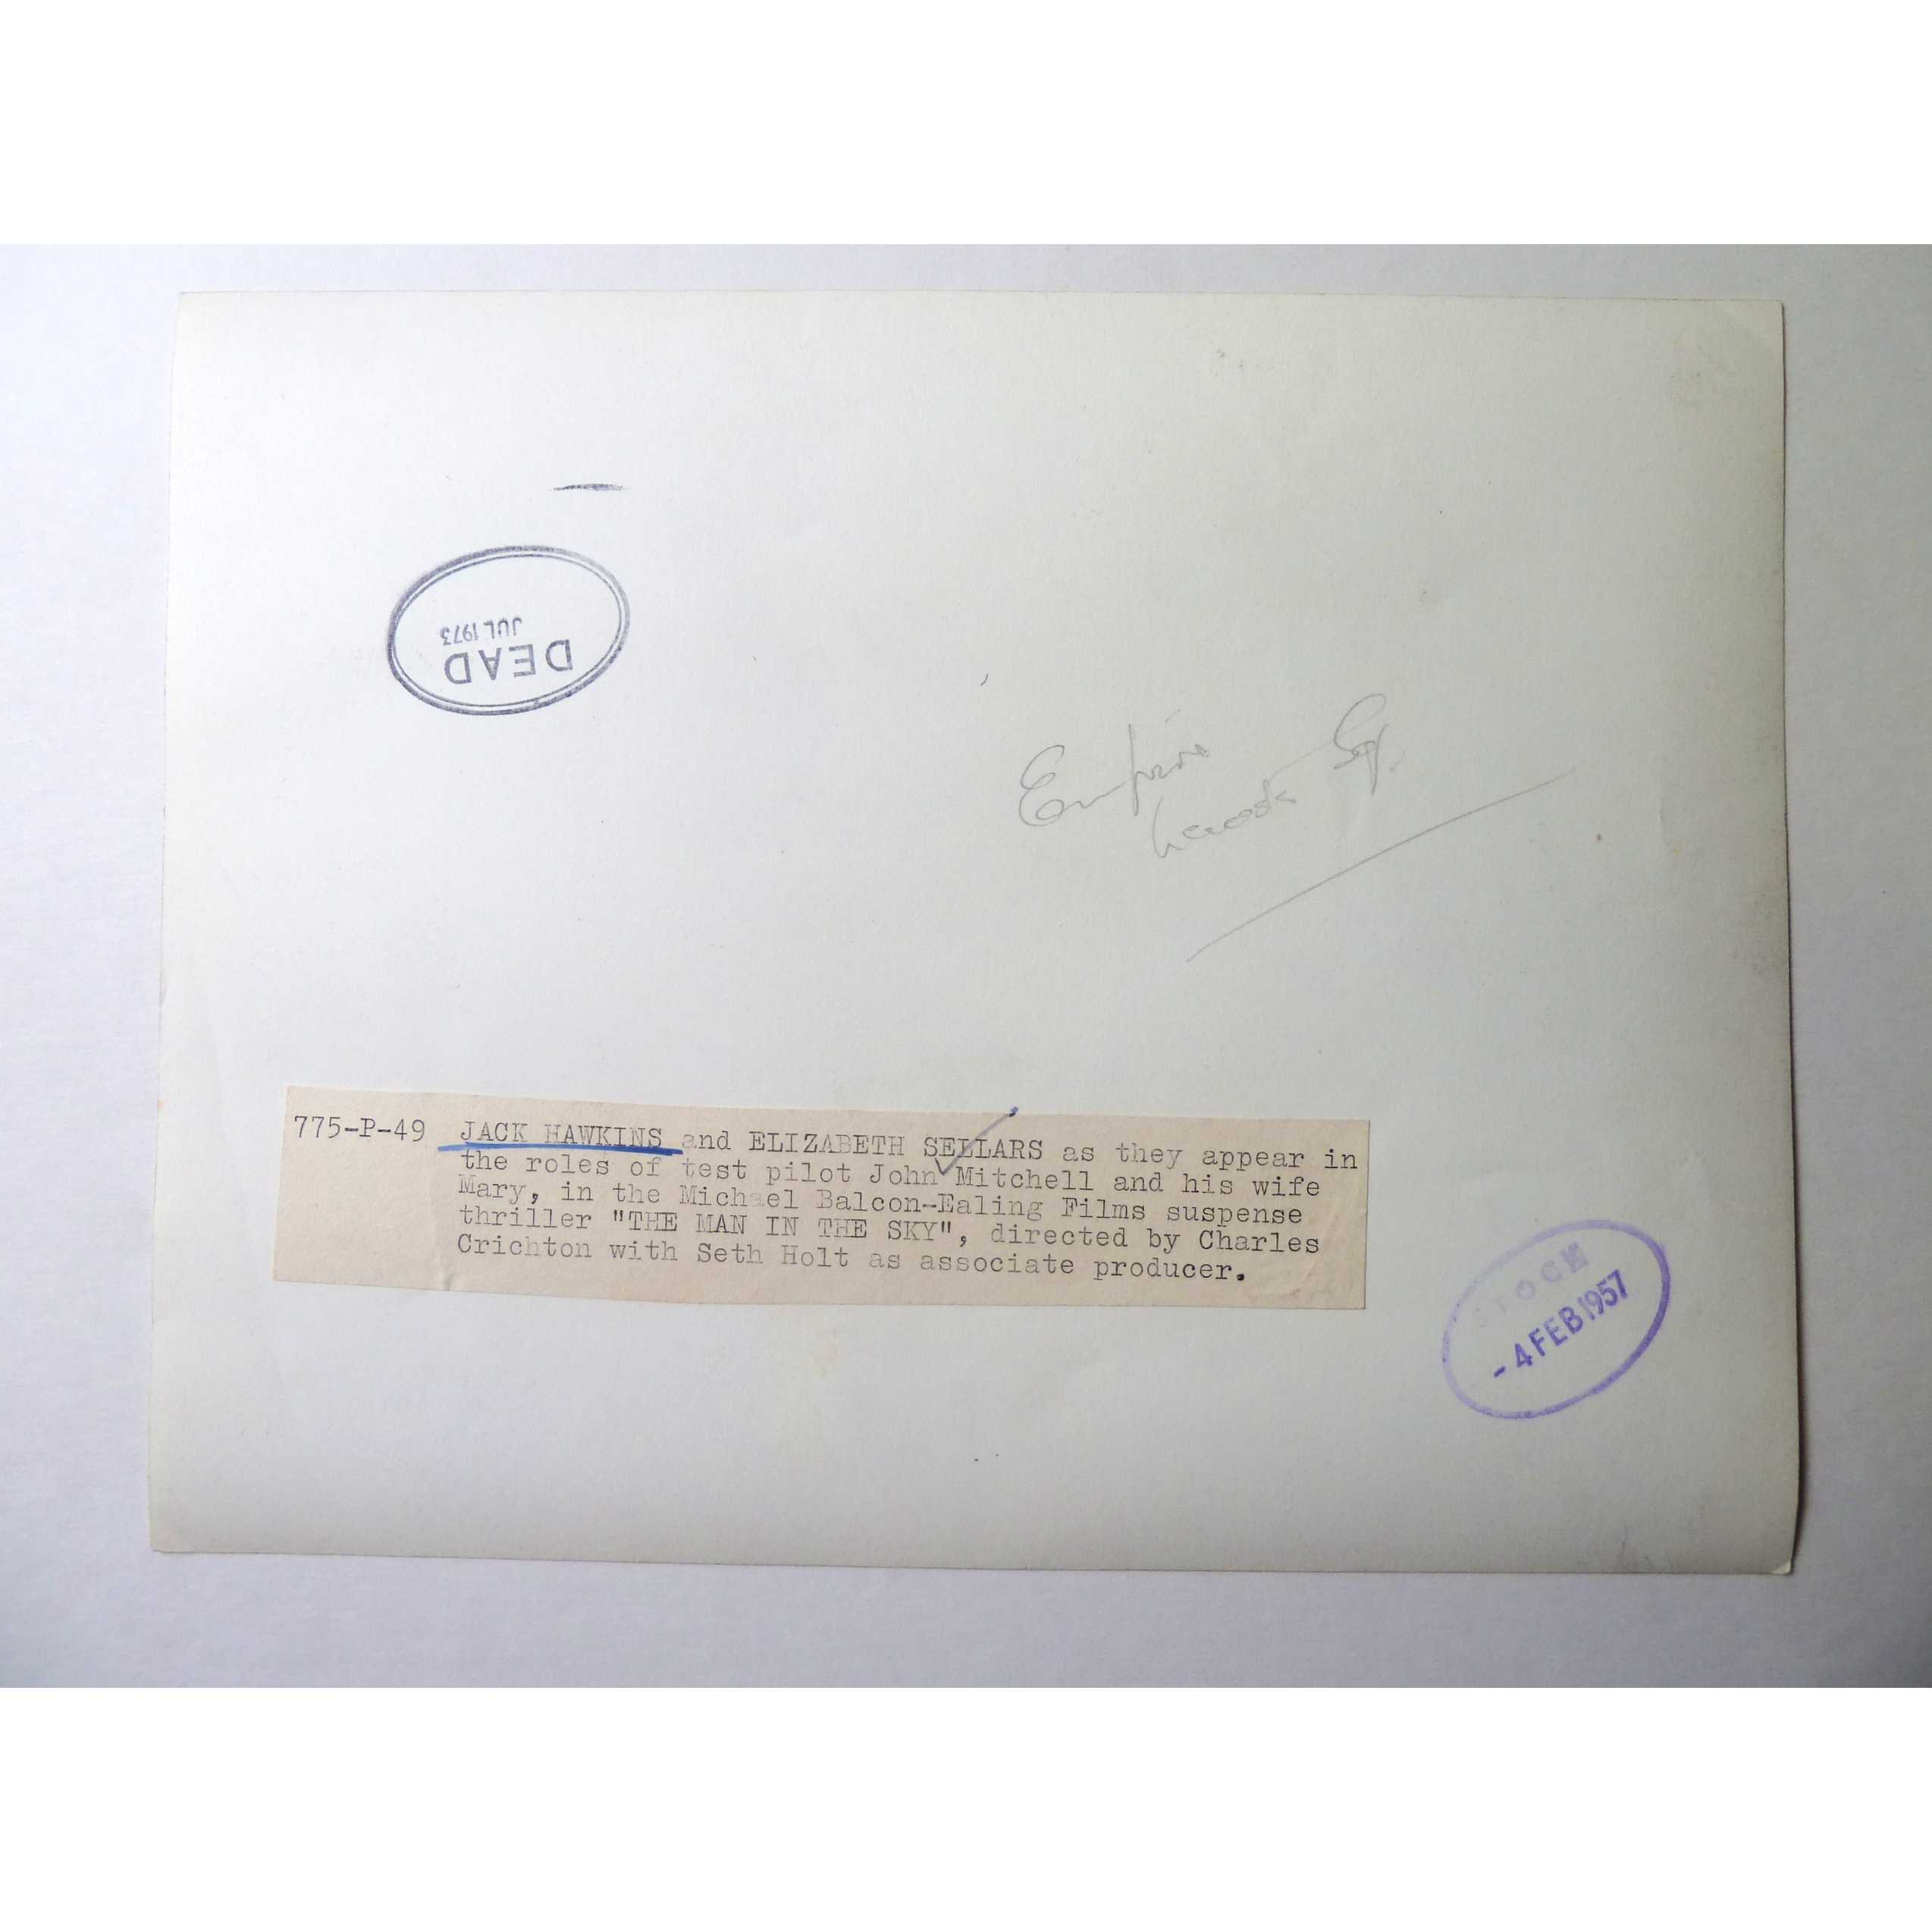 DEAD
JUL 1973
Empire
Sq.
775-P-49 JACK HAWKINS and ELIZABETH SELLARS as they appear in
the roles of test pilot John Mitchell and his wife
Mary, in the Michael Balcon-Ealing Films suspense
thriller "THE MAN IN THE SKY", directed by Charles
Crichton with Seth Holt as associate producer.
STOCK
-4 FEB 1957